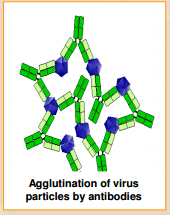 Agglutination of virus
particles by antibodies